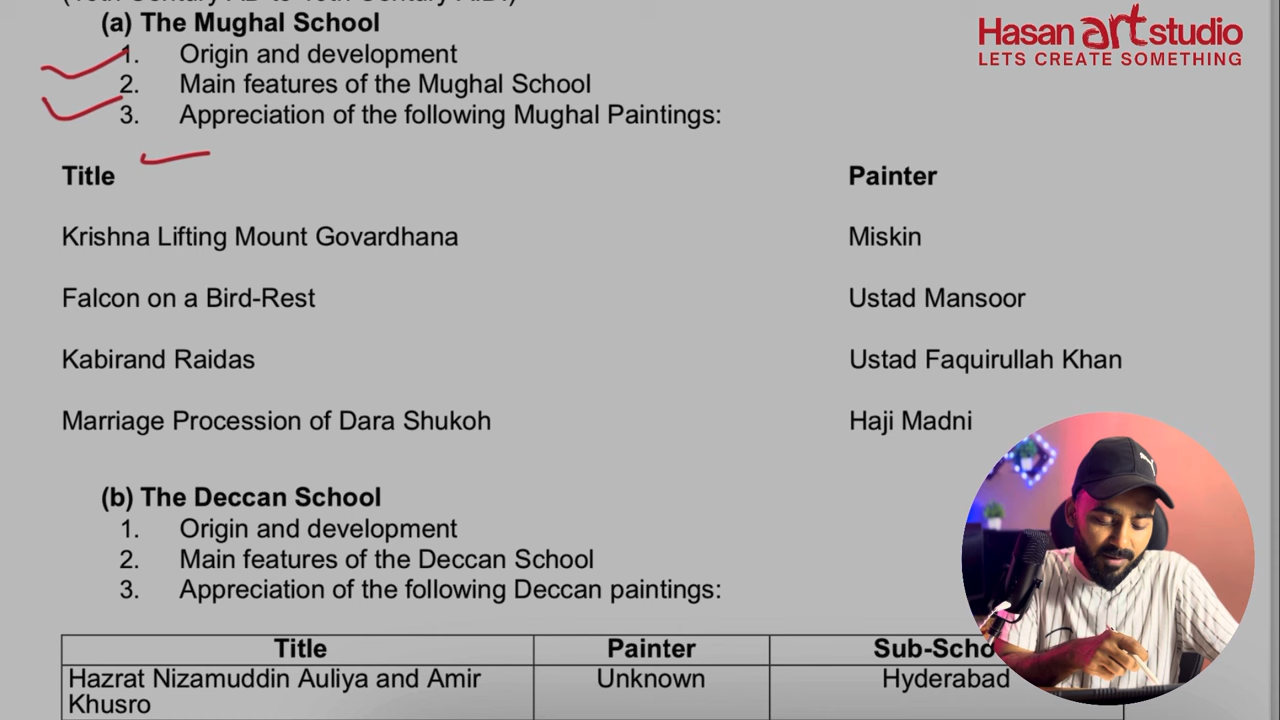 (a) The Mughal School
Hasan art studio
LETS CREATE SOMETHING
1. Origin and development
2. Main features of the Mughal School
3. Appreciation of the following Mughal Paintings:
Title Painter
Krishna Lifting Mount Govardhana Miskin
Falcon on a Bird-Rest Ustad Mansoor
Kabirand Raidas Ustad Faquirullah Khan
Marriage Procession of Dara Shukoh Haji Madni
(b) The Deccan School
1. Origin and development
2. Main features of the Deccan School
3. Appreciation of the following Deccan paintings:
Title Painter Sub-Scho
Hazrat Nizamuddin Auliya and Amir Unknown Hyderabad
Khusro